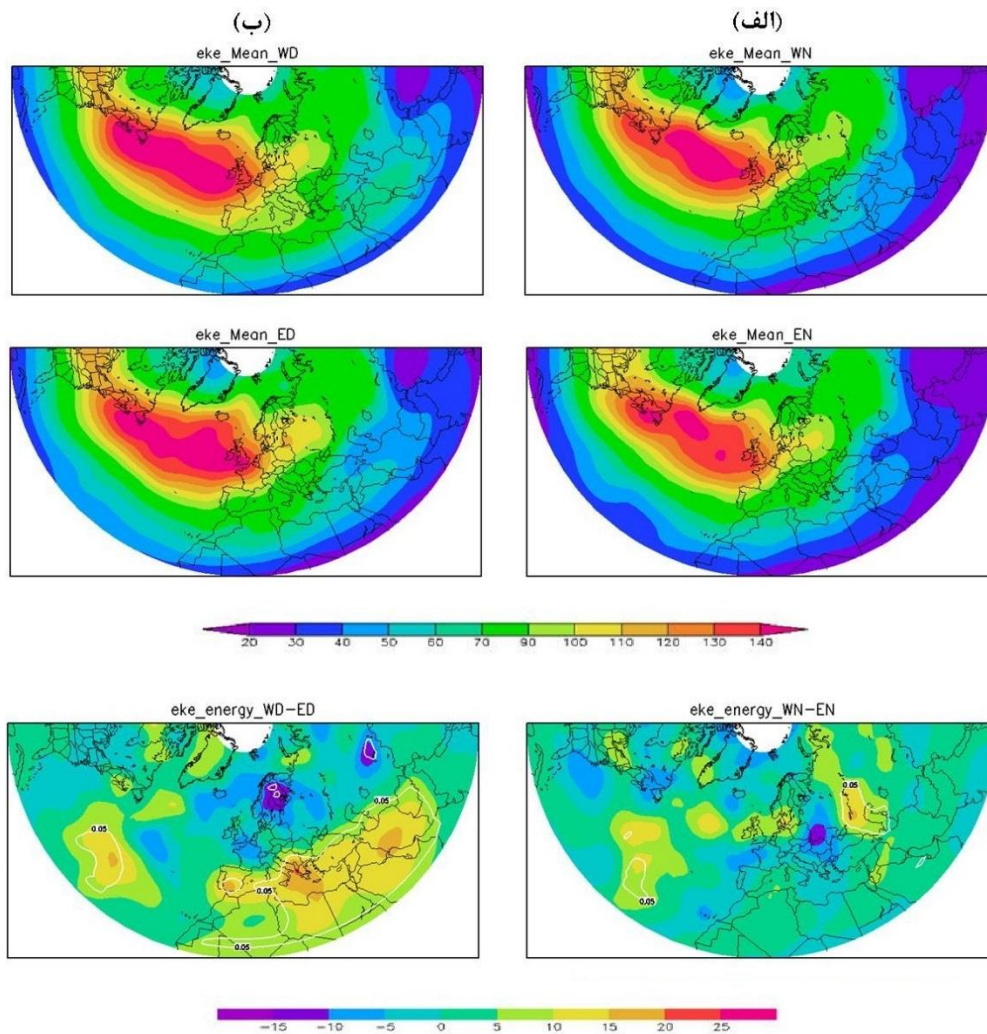 (ب) (الف)
eke_Mean_WD eke_Mean_WN
eke_Mean_ED eke_Mean_EN
20 30 40 50 60 70 90 100 110 120 130 140
eke_energy_WD-ED eke_energy_WN-EN
0.05
0.05
0.05
0.05
0.05
0.05
0.05
-15 -10 -5 0 5 10 15 20 25